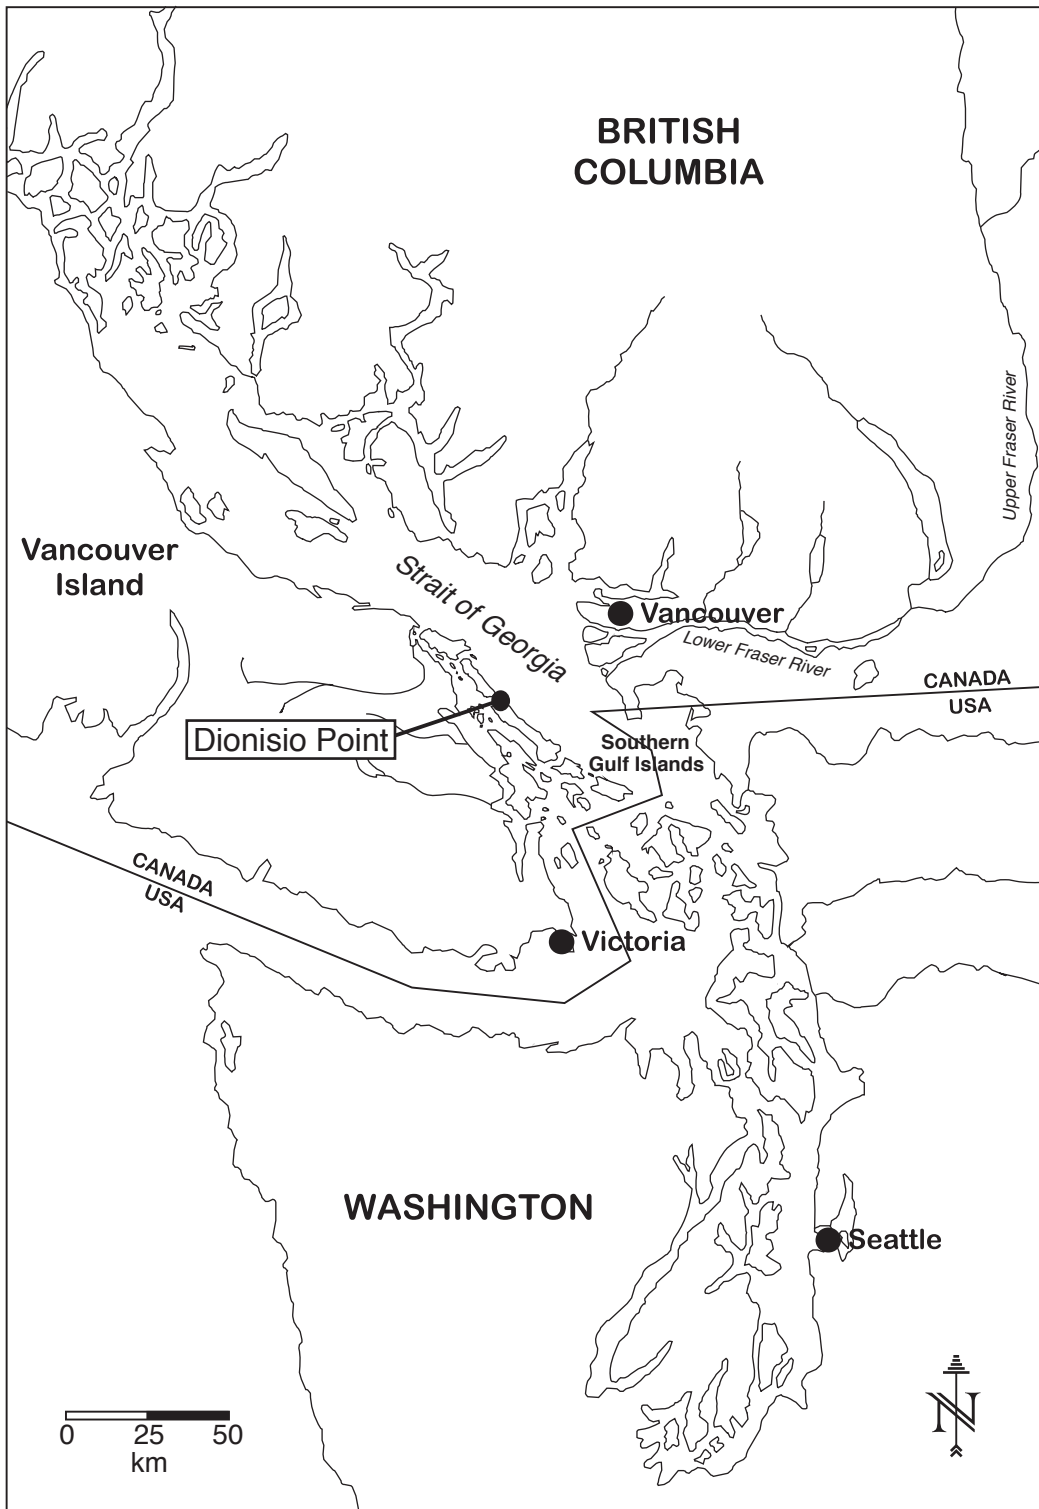 BRITISH
COLUMBIA
Upper Fraser River
Vancouver
Island
Strait of Georgia
Vancouver
Lower Fraser River
CANADA
USA
Dionisio Point
Southern
Gulf Islands
CANADA
USA
Victoria
WASHINGTON
Seattle
0 25 50
km
N